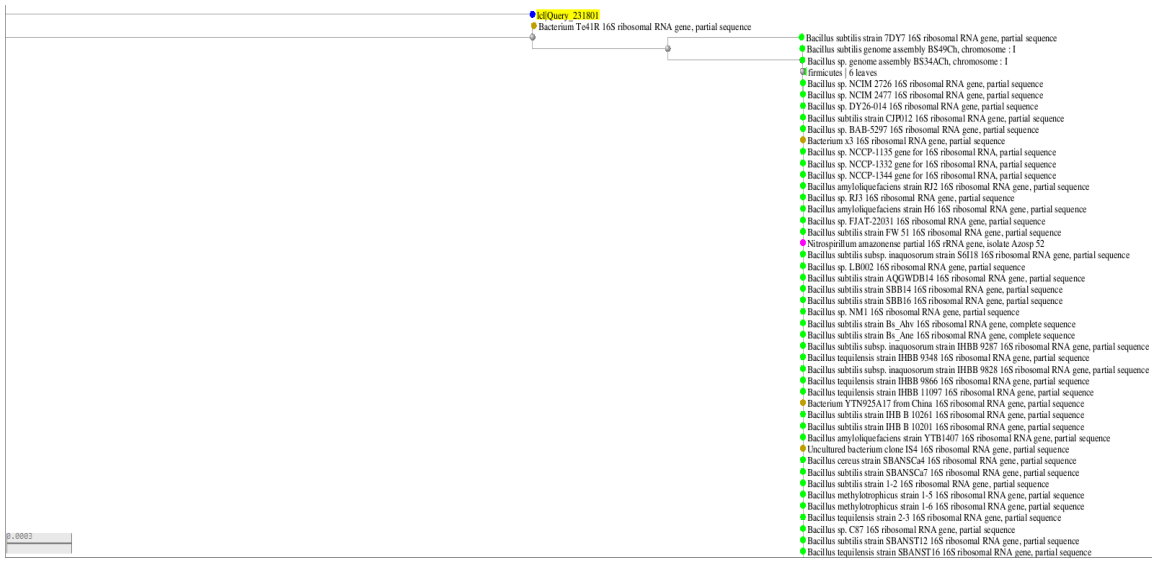 lcl|Query_231801
Bacterium Te41R 16S ribosomal RNA gene, partial sequence
Bacillus subtilis strain 7DY7 16S ribosomal RNA gene, partial sequence
Bacillus subtilis genome assembly BS49Ch, chromosome : I
Bacillus sp. genome assembly BS34ACh, chromosome : I
firmicutes | 6 leaves
Bacillus sp. NCIM 2726 16S ribosomal RNA gene, partial sequence
Bacillus sp. NCIM 2477 16S ribosomal RNA gene, partial sequence
Bacillus sp. DY26-014 16S ribosomal RNA gene, partial sequence
Bacillus subtilis strain CJP012 16S ribosomal RNA gene, partial sequence
Bacillus sp. BAB-5297 16S ribosomal RNA gene, partial sequence
Bacterium x3 16S ribosomal RNA gene, partial sequence
Bacillus sp. NCCP-1135 gene for 16S ribosomal RNA, partial sequence
Bacillus sp. NCCP-1332 gene for 16S ribosomal RNA, partial sequence
Bacillus sp. NCCP-1344 gene for 16S ribosomal RNA, partial sequence
Bacillus amyloliquefaciens strain RJ2 16S ribosomal RNA gene, partial sequence
Bacillus sp. RJ3 16S ribosomal RNA gene, partial sequence
Bacillus amyloliquefaciens strain H6 16S ribosomal RNA gene, partial sequence
Bacillus sp. FJAT-22031 16S ribosomal RNA gene, partial sequence
Bacillus subtilis strain FW 51 16S ribosomal RNA gene, partial sequence
Nitrospirillum amazonense partial 16S rRNA gene, isolate Azosp 52
Bacillus subtilis subsp. inaquosorum strain S6I18 16S ribosomal RNA gene, partial sequence
Bacillus sp. LB002 16S ribosomal RNA gene, partial sequence
Bacillus subtilis strain AQGWDB14 16S ribosomal RNA gene, partial sequence
Bacillus subtilis strain SBB14 16S ribosomal RNA gene, partial sequence
Bacillus subtilis strain SBB16 16S ribosomal RNA gene, partial sequence
Bacillus sp. NM1 16S ribosomal RNA gene, partial sequence
Bacillus subtilis strain Bs_Ahv 16S ribosomal RNA gene, complete sequence
Bacillus subtilis strain Bs_Ane 16S ribosomal RNA gene, complete sequence
Bacillus subtilis subsp. inaquosorum strain IHBB 9287 16S ribosomal RNA gene, partial sequence
Bacillus tequilensis strain IHBB 9348 16S ribosomal RNA gene, partial sequence
Bacillus subtilis subsp. inaquosorum strain IHBB 9828 16S ribosomal RNA gene, partial sequence
Bacillus tequilensis strain IHBB 9866 16S ribosomal RNA gene, partial sequence
Bacillus tequilensis strain IHBB 11097 16S ribosomal RNA gene, partial sequence
Bacterium YTN925A17 from China 16S ribosomal RNA gene, partial sequence
Bacillus subtilis strain IHB B 10261 16S ribosomal RNA gene, partial sequence
Bacillus subtilis strain IHB B 10201 16S ribosomal RNA gene, partial sequence
Bacillus amyloliquefaciens strain YTB1407 16S ribosomal RNA gene, partial sequence
Uncultured bacterium clone IS4 16S ribosomal RNA gene, partial sequence
Bacillus cereus strain SBANSCa4 16S ribosomal RNA gene, partial sequence
Bacillus subtilis strain SBANSCa7 16S ribosomal RNA gene, partial sequence
Bacillus subtilis strain 1-2 16S ribosomal RNA gene, partial sequence
Bacillus methylotrophicus strain 1-5 16S ribosomal RNA gene, partial sequence
Bacillus methylotrophicus strain 1-6 16S ribosomal RNA gene, partial sequence
Bacillus tequilensis strain 2-3 16S ribosomal RNA gene, partial sequence
Bacillus sp. C87 16S ribosomal RNA gene, partial sequence
Bacillus subtilis strain SBANST12 16S ribosomal RNA gene, partial sequence
Bacillus tequilensis strain SBANST16 16S ribosomal RNA gene, partial sequence
0.0003